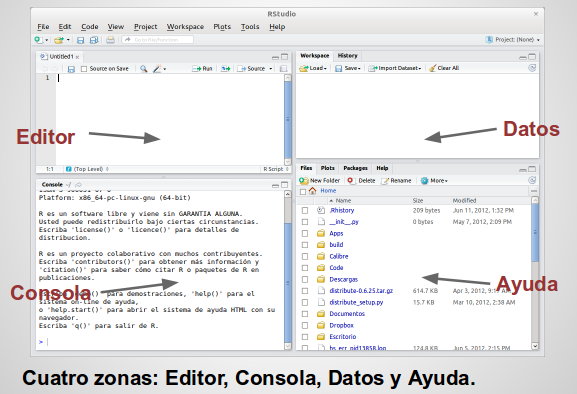 RStudio
File Edit Code View Project Workspace Plots Tools Help
Go to file/function
Project: (None)
Untitled1
Source on Save
Run
Source
1
1:1
(Top Level)
R Script
Editor
Workspace History
Load Save Import Dataset Clear All
Datos
Console ~/
Platform: x86_64-pc-linux-gnu (64-bit)
R es un software libre y viene sin GARANTIA ALGUNA.
Usted puede redistribuirlo bajo ciertas circunstancias.
Escriba 'license()' o 'licence()' para detalles de
distribucion.
R es un proyecto colaborativo con muchos contribuyentes.
Escriba 'contributors()' para obtener más información y
'citation()' para saber cómo citar R o paquetes de R en
publicaciones.
para demostraciones, 'help()' para el
sistema on-line de ayuda,
o 'help.start()' para abrir el sistema de ayuda HTML con su
navegador.
Escriba 'q()' para salir de R.
>
Consola
Files Plots Packages Help
New Folder Delete Rename More
Home
Name Size Modified
.Rhistory 209 bytes Jun 11, 2012, 1:32 PM
__init__.py 0 bytes May 7, 2012, 2:09 PM
Apps
build
Calibre
Code
Descargas
distribute-0.6.25.tar.gz 614.7 KB Apr 3, 2012, AM
distribute_setup.py 15.7 KB Mar 10, 2012, 2:38 AM
Documentos
Dropbox
Escritorio
hs_err_pid13858.log 124.8 KB Jun 5, 2012, 2:15 PM
Ayuda
Cuatro zonas: Editor, Consola, Datos y Ayuda.